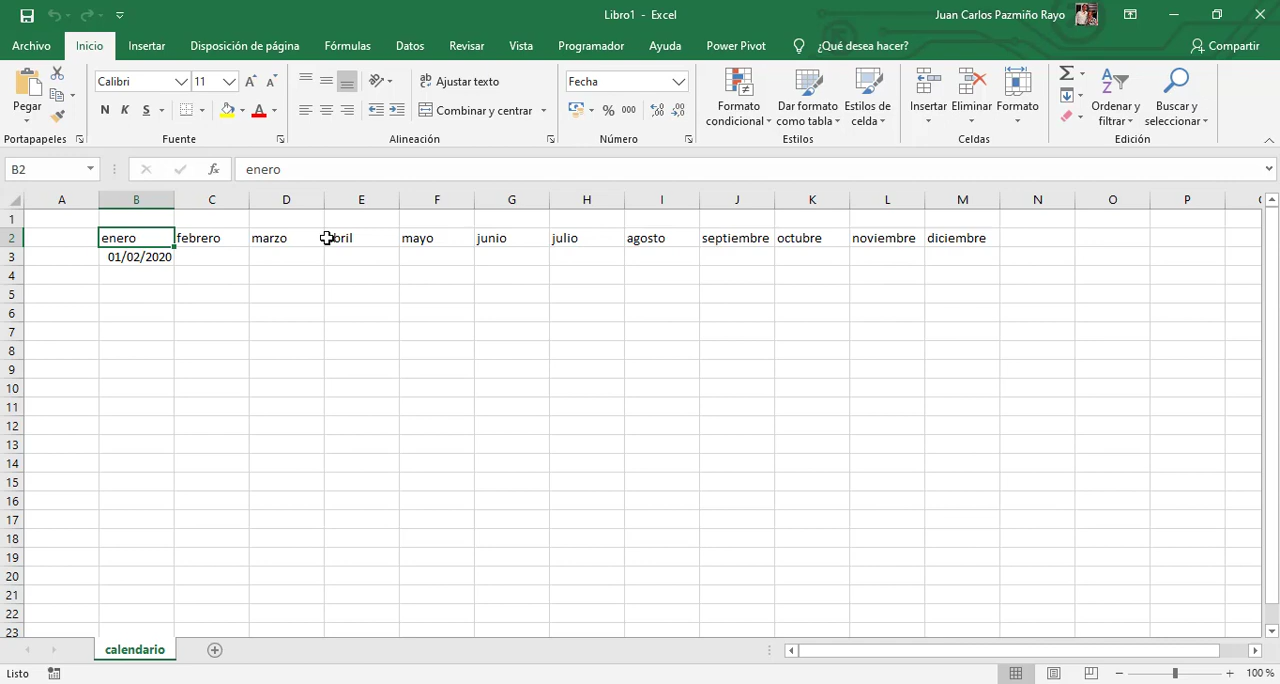 Libro1 - Excel
Juan Carlos Pazmiño Rayo
Archivo Inicio Insertar Disposición de página Fórmulas Datos Revisar Vista Programador Ayuda Power Pivot ¿Qué desea hacer? Compartir
Pegar
Calibri 11
N K S
Ajustar texto
Combinar y centrar
Fecha
% 000
Formato condicional
Dar formato como tabla
Estilos de celda
Insertar Eliminar Formato
Ordenar y filtrar
Buscar y seleccionar
Portapapeles Fuente Alineación Número Estilos Celdas Edición
B2 fx enero
A B C D E F G H I J K L M N O P
1
2 enero febrero marzo abril mayo junio julio agosto septiembre octubre noviembre diciembre
3 01/02/2020
4
5
6
7
8
9
10
11
12
13
14
15
16
17
18
19
20
21
22
23
calendario
Listo 100 %